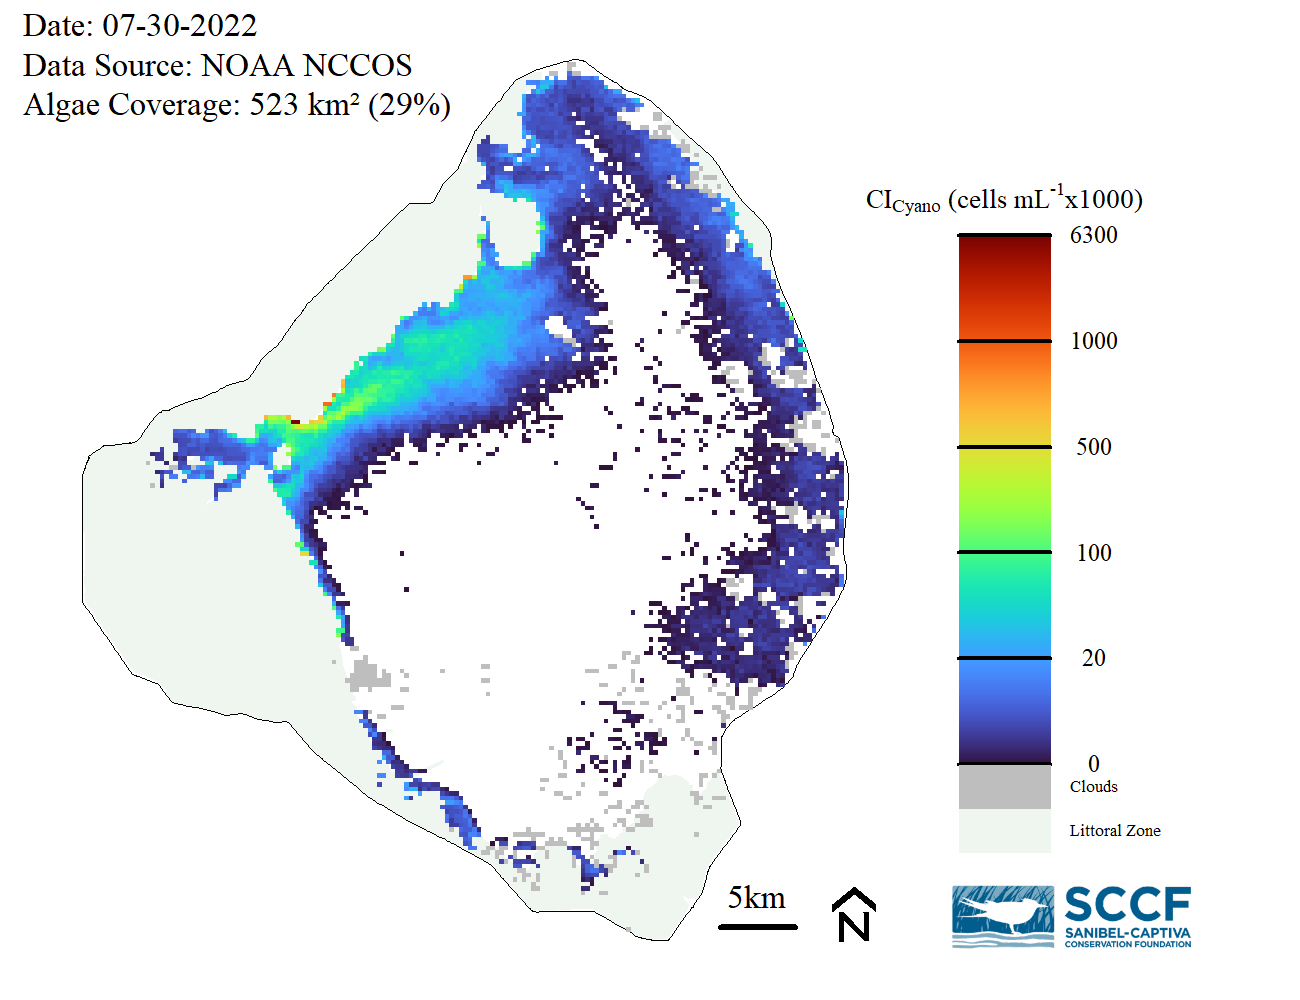 Date: 07-30-2022
Data Source: NOAA NCCOS
Algae Coverage: 523 km² (29%)
CICyano (cells mL-1x1000)
6300
1000
500
100
20
0
Clouds
Littoral Zone
5km
N
SCCF
SANIBEL-CAPTIVA
CONSERVATION FOUNDATION